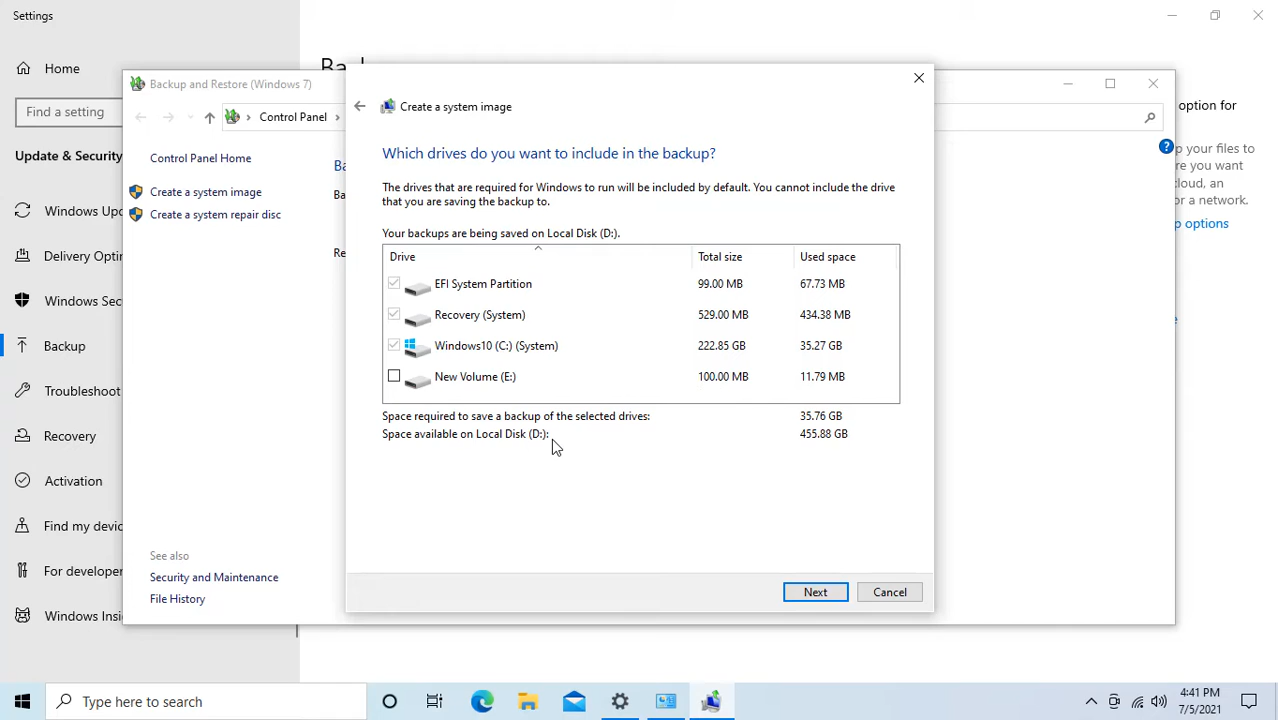 Settings
Home
Find a setting
Update & Security
Windows Upd
Delivery Optin
Windows Sec
Backup
Troubleshoot
Recovery
Activation
Find my devic
For developer
Windows Insid
Bac
Backup and Restore (Windows 7)
Control Panel
Control Panel Home
Create a system image
Create a system repair disc
See also
Security and Maintenance
File History
Ba
Ba
Re
Create a system image
Which drives do you want to include in the backup?
The drives that are required for Windows to run will be included by default. You cannot include the drive
that you are saving the backup to.
Your backups are being saved on Local Disk (D:).
Drive Total size Used space
EFI System Partition 99.00 MB 67.73 MB
Recovery (System) 529.00 MB 434.38 MB
Windows10 (C:) (System) 222.85 GB 35.27 GB
New Volume (E:) 100.00 MB 11.79 MB
Space required to save a backup of the selected drives: 35.76 GB
Space available on Local Disk (D:): 455.88 GB
Next Cancel
option for
p your files to
re you want
cloud, an
or a network.
p options
e
Type here to search
4:41 PM
7/5/2021